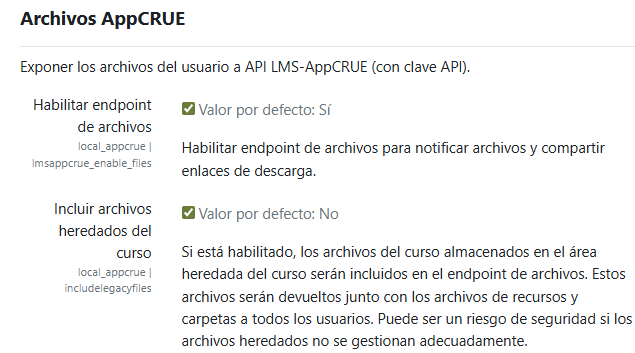 Archivos AppCRUE
Exponer los archivos del usuario a API LMS-AppCRUE (con clave API).
Habilitar endpoint
de archivos
local_appcrue |
lmsappcrue_enable_files
Valor por defecto: Sí
Habilitar endpoint de archivos para notificar archivos y compartir
enlaces de descarga.
Incluir archivos
heredados del
curso
local_appcrue |
includelegacyfiles
Valor por defecto: No
Si está habilitado, los archivos del curso almacenados en el área
heredada del curso serán incluidos en el endpoint de archivos. Estos
archivos serán devueltos junto con los archivos de recursos y
carpetas a todos los usuarios. Puede ser un riesgo de seguridad si los
archivos heredados no se gestionan adecuadamente.